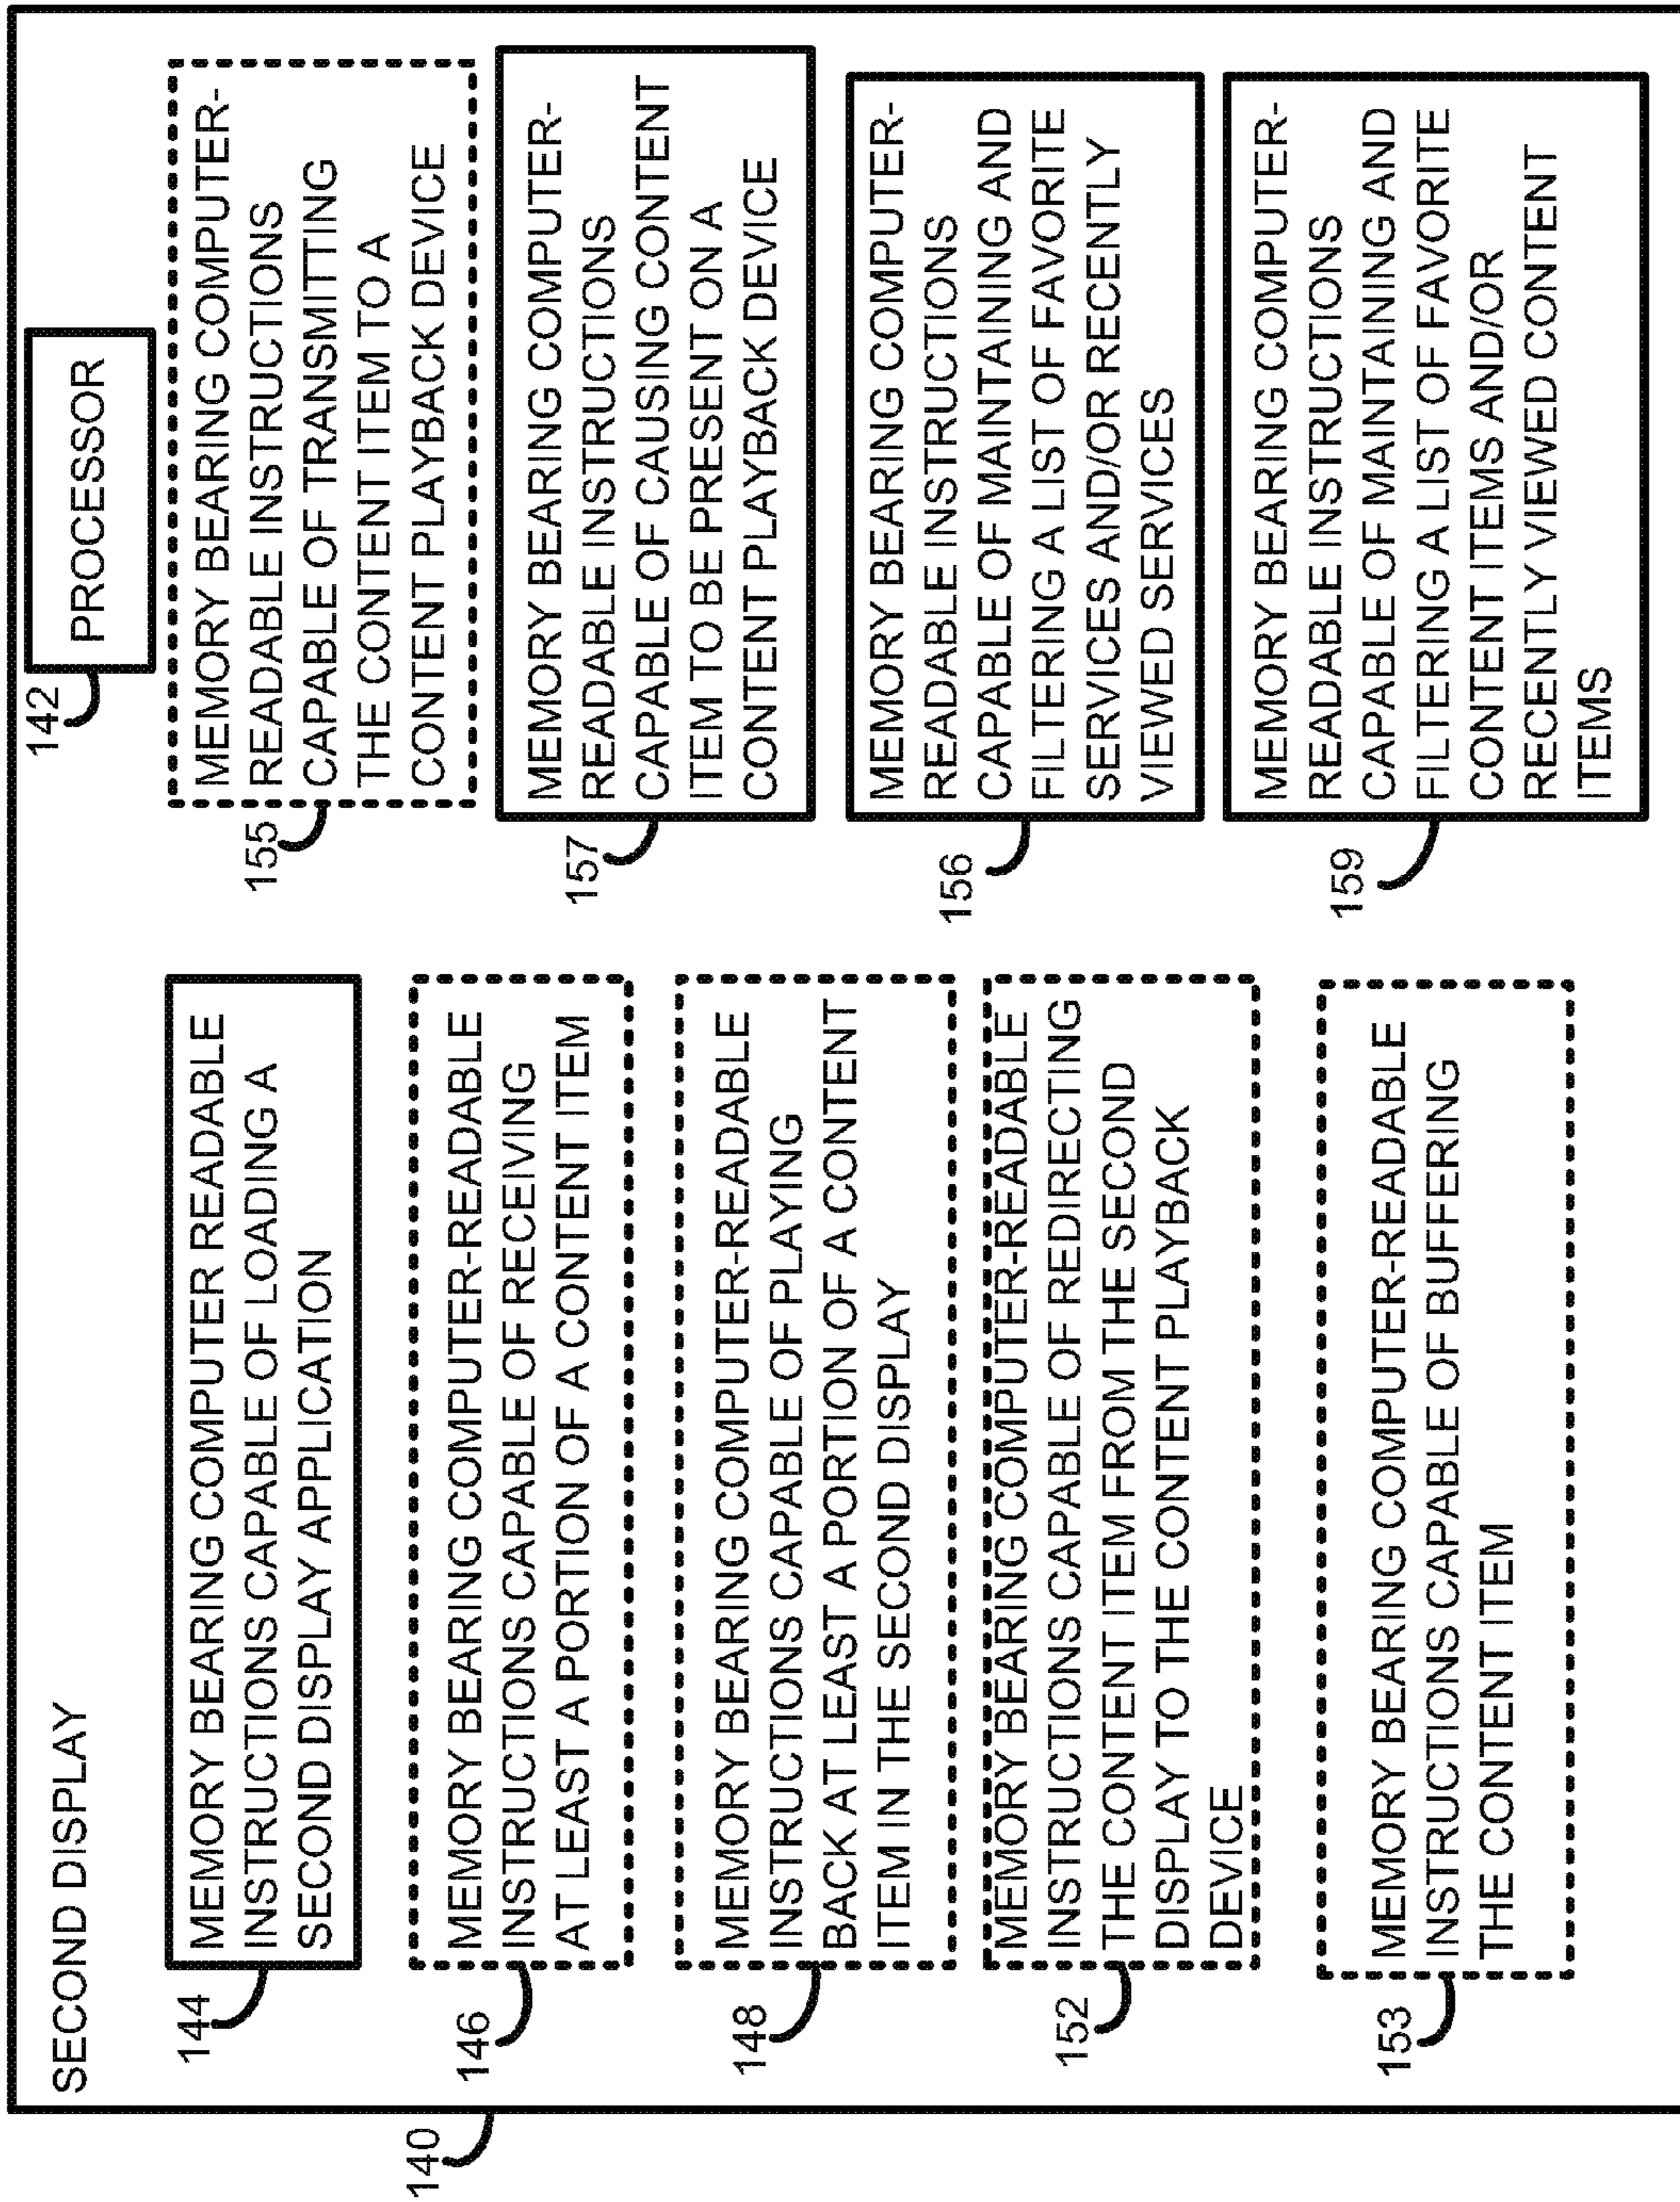 SECOND DISPLAY
140
144
MEMORY BEARING COMPUTER READABLE
INSTRUCTIONS CAPABLE OF LOADING A
SECOND DISPLAY APPLICATION
146
MEMORY BEARING COMPUTER-READABLE
INSTRUCTIONS CAPABLE OF RECEIVING
AT LEAST A PORTION OF A CONTENT ITEM
148
MEMORY BEARING COMPUTER-READABLE
INSTRUCTIONS CAPABLE OF PLAYING
BACK AT LEAST A PORTION OF A CONTENT
ITEM IN THE SECOND DISPLAY
152
MEMORY BEARING COMPUTER-READABLE
INSTRUCTIONS CAPABLE OF REDIRECTING
THE CONTENT ITEM FROM THE SECOND
DISPLAY TO THE CONTENT PLAYBACK
DEVICE
153
MEMORY BEARING COMPUTER-READABLE
INSTRUCTIONS CAPABLE OF BUFFERING
THE CONTENT ITEM
142
PROCESSOR
155
MEMORY BEARING COMPUTER-
READABLE INSTRUCTIONS
CAPABLE OF TRANSMITTING
THE CONTENT ITEM TO A
CONTENT PLAYBACK DEVICE
157
MEMORY BEARING COMPUTER-
READABLE INSTRUCTIONS
CAPABLE OF CAUSING CONTENT
ITEM TO BE PRESENT ON A
CONTENT PLAYBACK DEVICE
156
MEMORY BEARING COMPUTER-
READABLE INSTRUCTIONS
CAPABLE OF MAINTAINING AND
FILTERING A LIST OF FAVORITE
SERVICES AND/OR RECENTLY
VIEWED SERVICES
159
MEMORY BEARING COMPUTER-
READABLE INSTRUCTIONS
CAPABLE OF MAINTAINING AND
FILTERING A LIST OF FAVORITE
CONTENT ITEMS AND/OR
RECENTLY VIEWED CONTENT
ITEMS